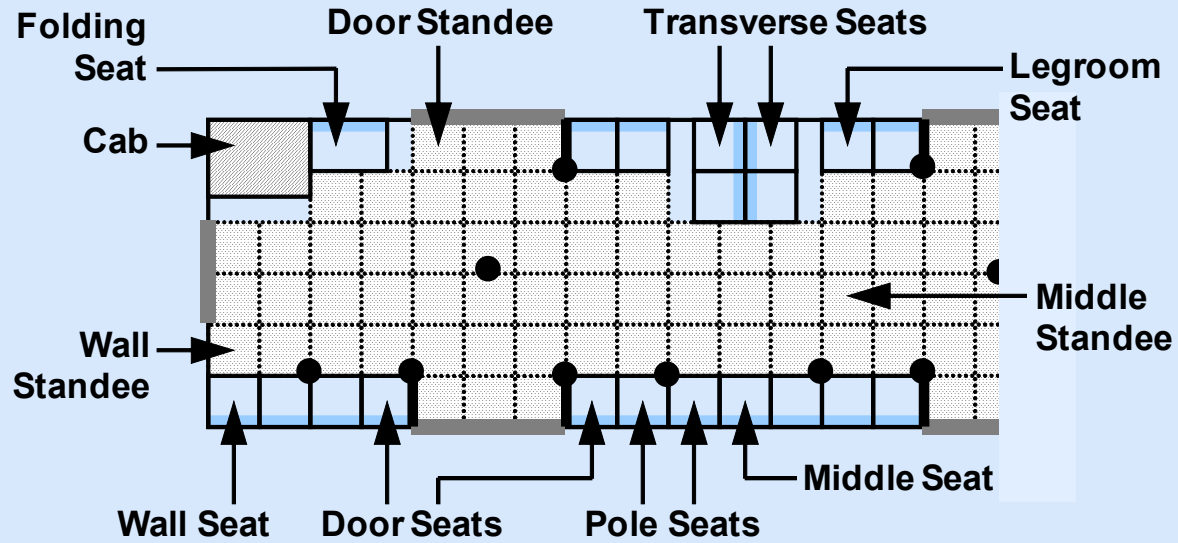 Folding
Seat
Door Standee
Transverse Seats
Legroom
Seat
Cab
Middle
Standee
Wall
Standee
Middle Seat
Wall Seat
Door Seats
Pole Seats